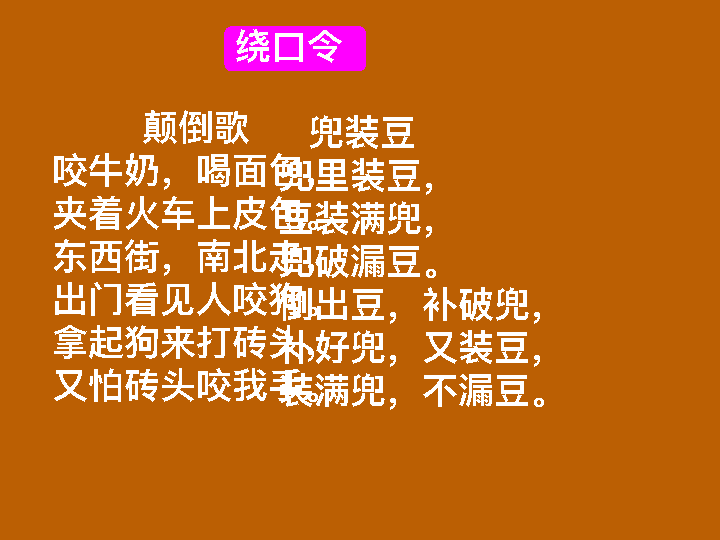 绕口令
颠倒歌
咬牛奶，喝面包，
夹着火车上皮包。
东西街，南北走，
出门看见人咬狗，
拿起狗来打砖头，
又怕砖头咬我手。
兜装豆
兜里装豆，
豆装满兜，
兜破漏豆。
倒出豆，补破兜，
补好兜，又装豆，
装满兜，不漏豆。